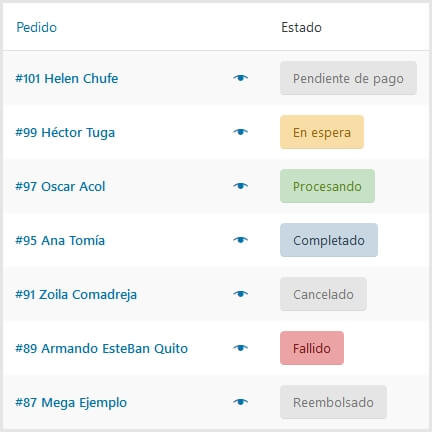 Pedido Estado
#101 Helen Chufe Pendiente de pago
#99 Héctor Tuga En espera
#97 Oscar Acol Procesando
#95 Ana Tomía Completado
#91 Zoila Comadreja Cancelado
#89 Armando EsteBan Quito Fallido
#87 Mega Ejemplo Reembolsado